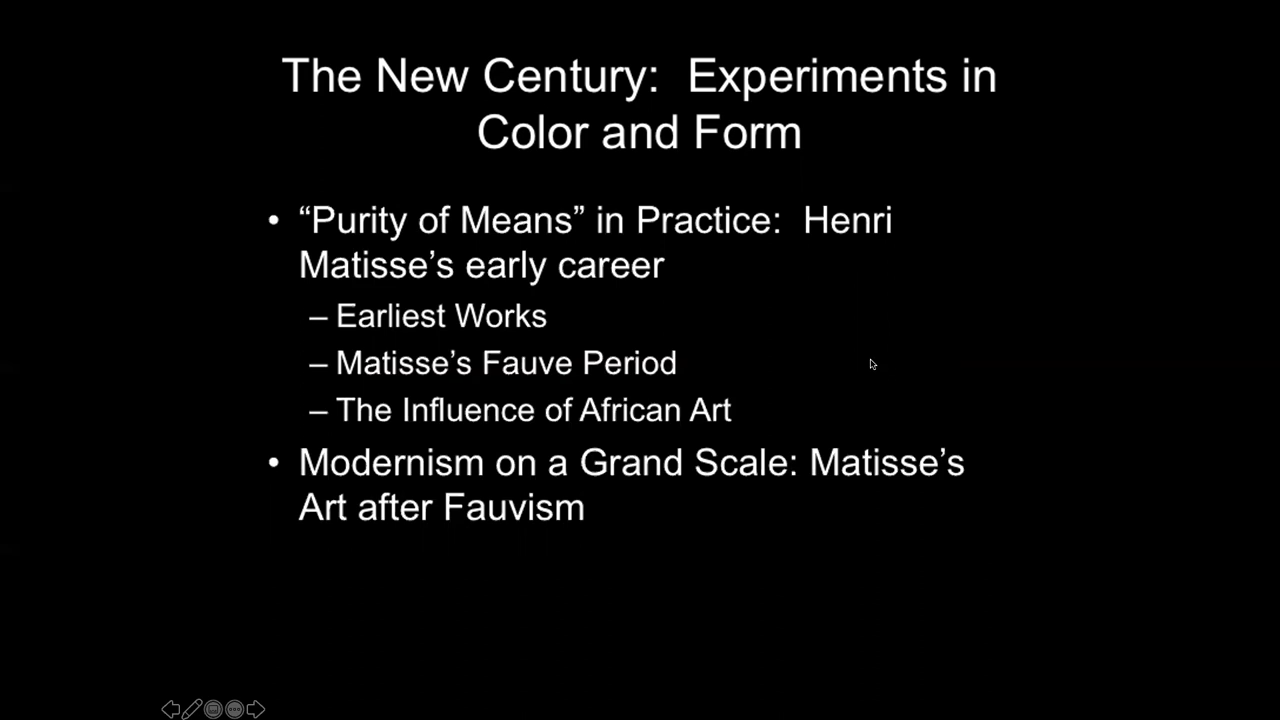 The New Century:  Experiments in
Color and Form
• “Purity of Means” in Practice:  Henri
Matisse’s early career
– Earliest Works
– Matisse’s Fauve Period
– The Influence of African Art
• Modernism on a Grand Scale: Matisse’s
Art after Fauvism